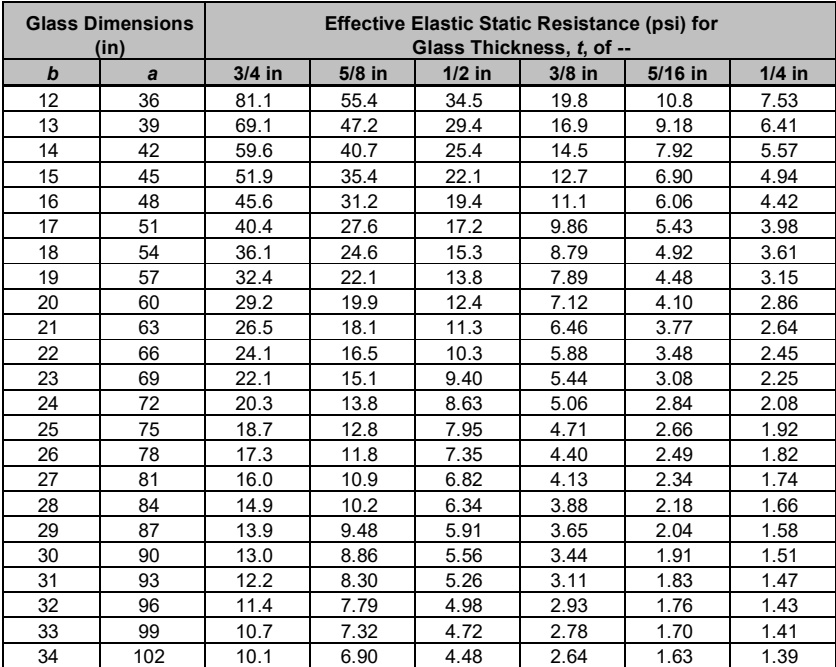 Glass Dimensions (in) Effective Elastic Static Resistance (psi) for
Glass Thickness, t, of --
b a 3/4 in 5/8 in 1/2 in 3/8 in 5/16 in 1/4 in
12 36 81.1 55.4 34.5 19.8 10.8 7.53
13 39 69.1 47.2 29.4 16.9 9.18 6.41
14 42 59.6 40.7 25.4 14.5 7.92 5.57
15 45 51.9 35.4 22.1 12.7 6.90 4.94
16 48 45.6 31.2 19.4 11.1 6.06 4.42
17 51 40.4 27.6 17.2 9.86 5.43 3.98
18 54 36.1 24.6 15.3 8.79 4.92 3.61
19 57 32.4 22.1 13.8 7.89 4.48 3.15
20 60 29.2 19.9 12.4 7.12 4.10 2.86
21 63 26.5 18.1 11.3 6.46 3.77 2.64
22 66 24.1 16.5 10.3 5.88 3.48 2.45
23 69 22.1 15.1 9.40 5.44 3.08 2.25
24 72 20.3 13.8 8.63 5.06 2.84 2.08
25 75 18.7 12.8 7.95 4.71 2.66 1.92
26 78 17.3 11.8 7.35 4.40 2.49 1.82
27 81 16.0 10.9 6.82 4.13 2.34 1.74
28 84 14.9 10.2 6.34 3.88 2.18 1.66
29 87 13.9 9.48 5.91 3.65 2.04 1.58
30 90 13.0 8.86 5.56 3.44 1.91 1.51
31 93 12.2 8.30 5.26 3.11 1.83 1.47
32 96 11.4 7.79 4.98 2.93 1.76 1.43
33 99 10.7 7.32 4.72 2.78 1.70 1.41
34 102 10.1 6.90 4.48 2.64 1.63 1.39